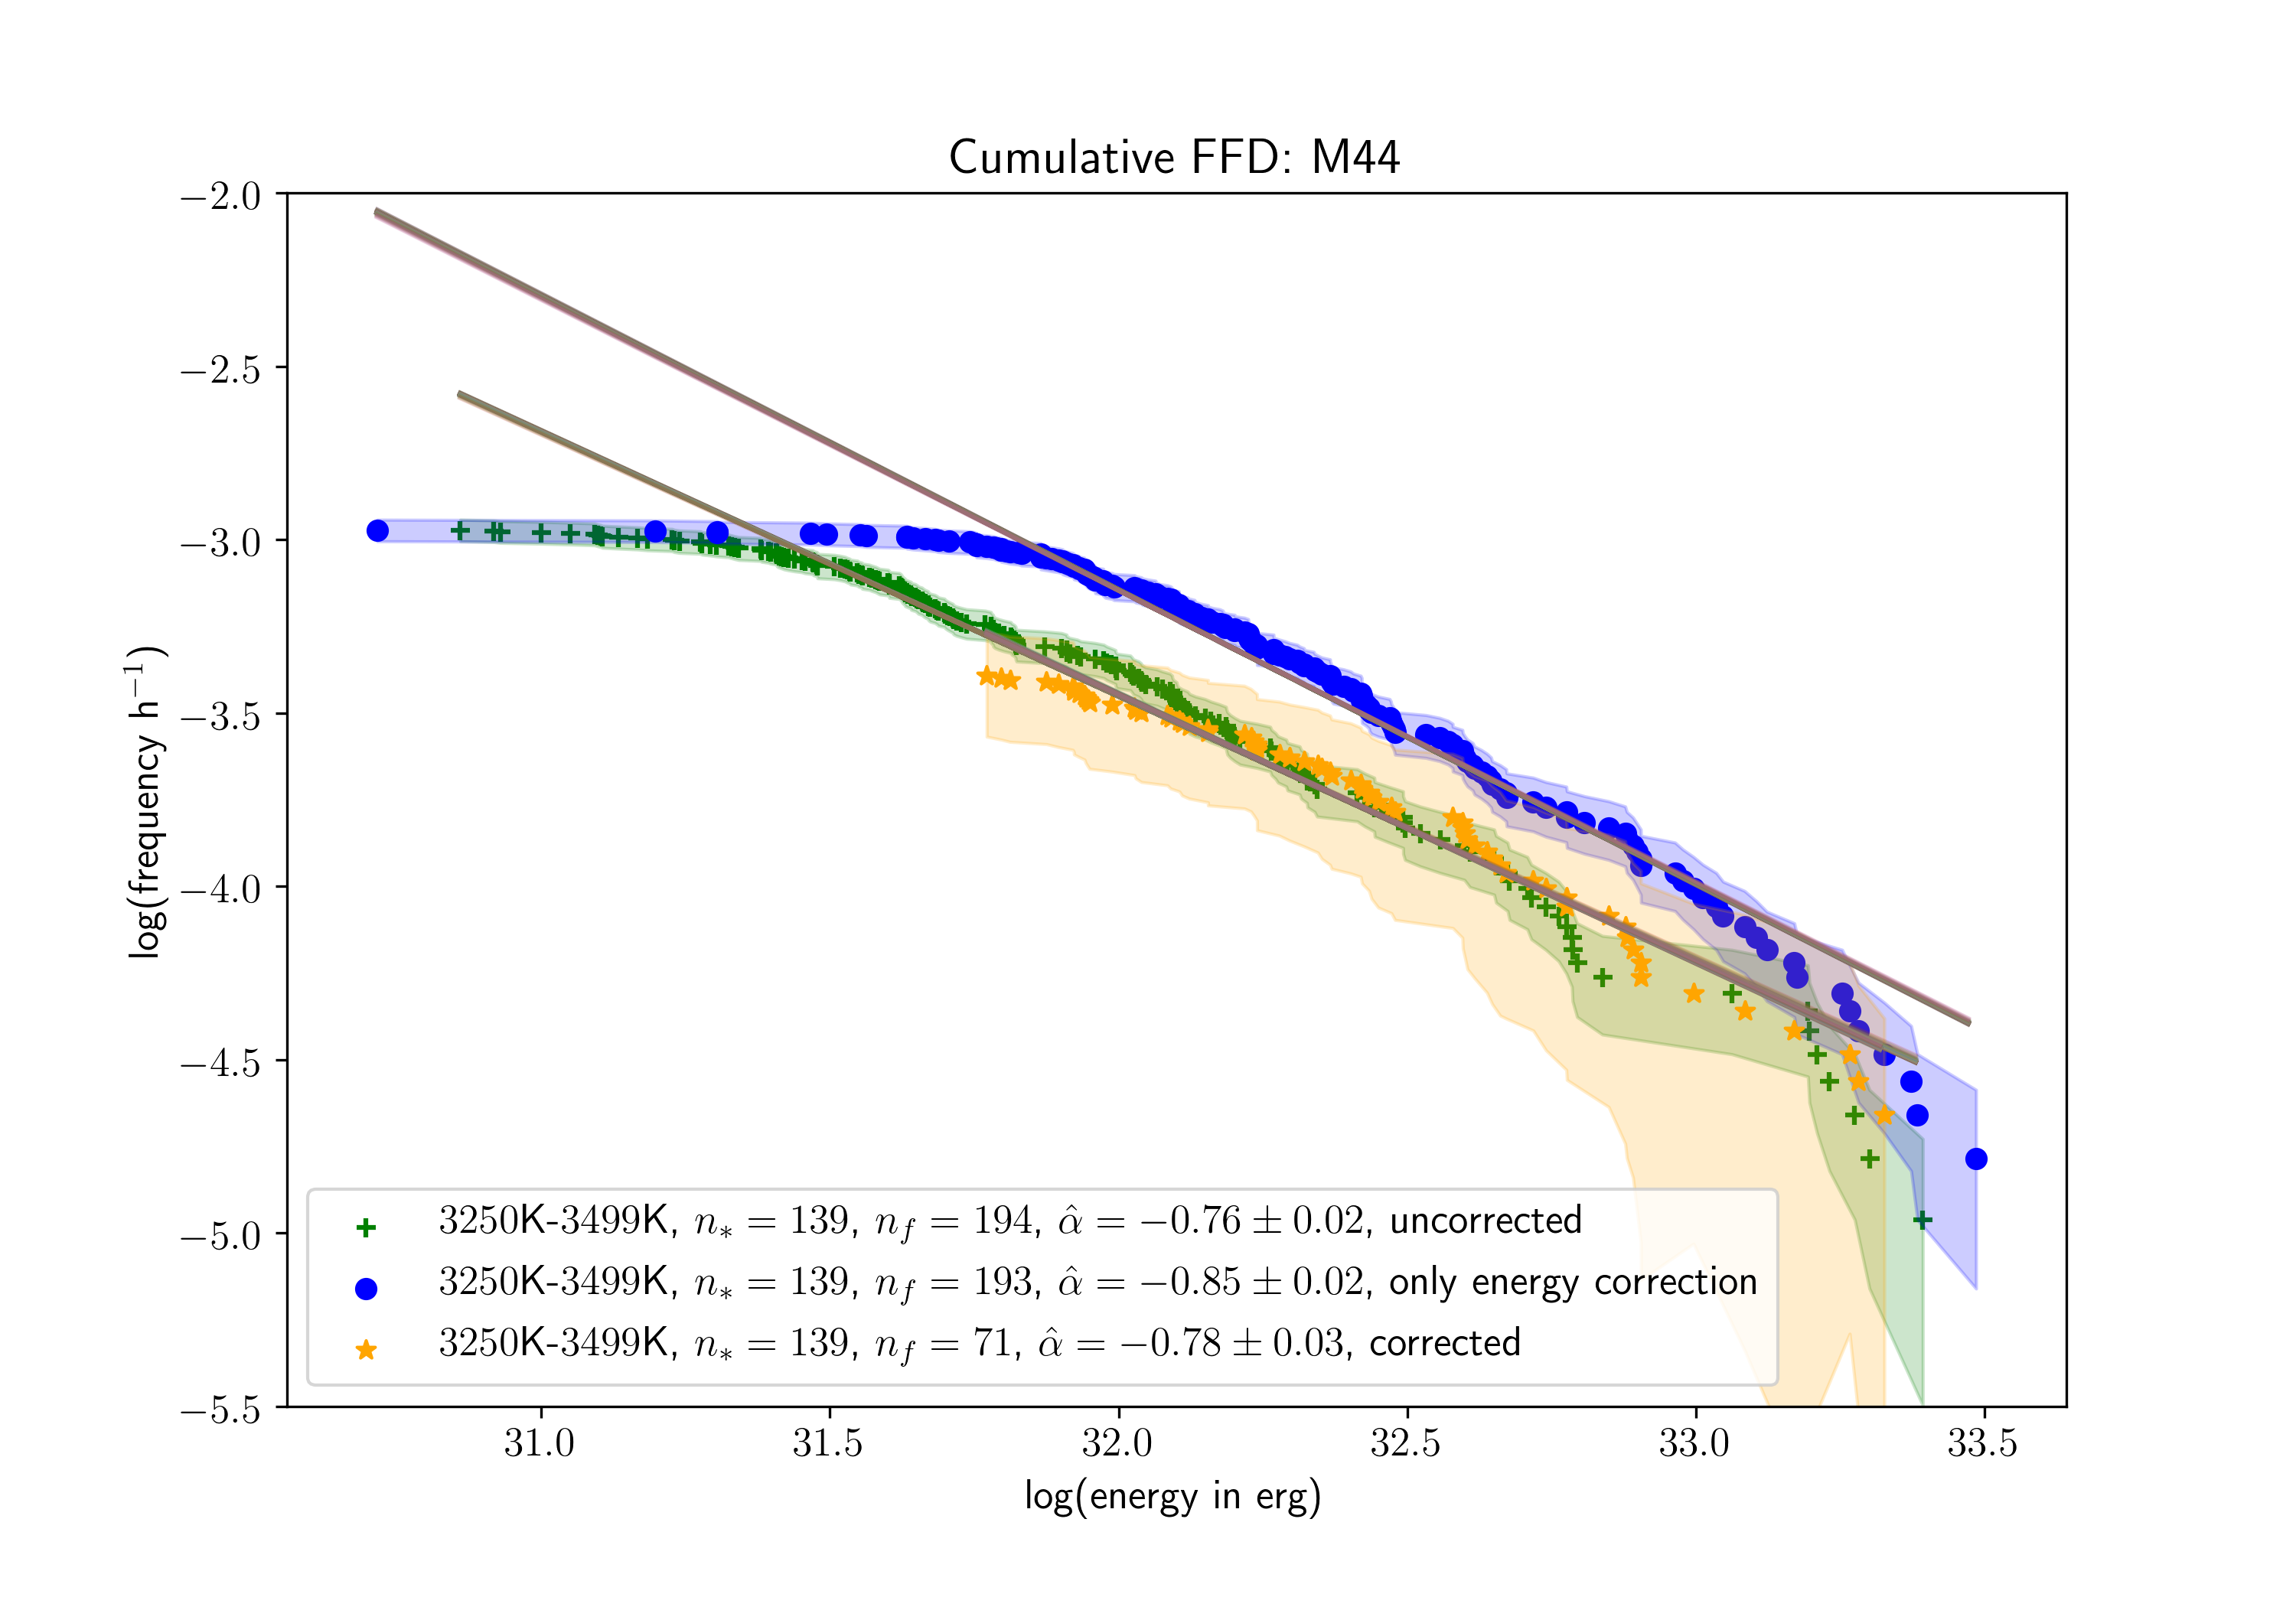 Cumulative FFD: M44
log(frequency h⁻¹)
−2.0
−2.5
−3.0
−3.5
−4.0
−4.5
−5.0
−5.5
3250K-3499K, n∗ = 139, n_f = 194, α̂ = −0.76 ± 0.02, uncorrected
3250K-3499K, n∗ = 139, n_f = 193, α̂ = −0.85 ± 0.02, only energy correction
3250K-3499K, n∗ = 139, n_f = 71, α̂ = −0.78 ± 0.03, corrected
31.0 31.5 32.0 32.5 33.0 33.5
log(energy in erg)